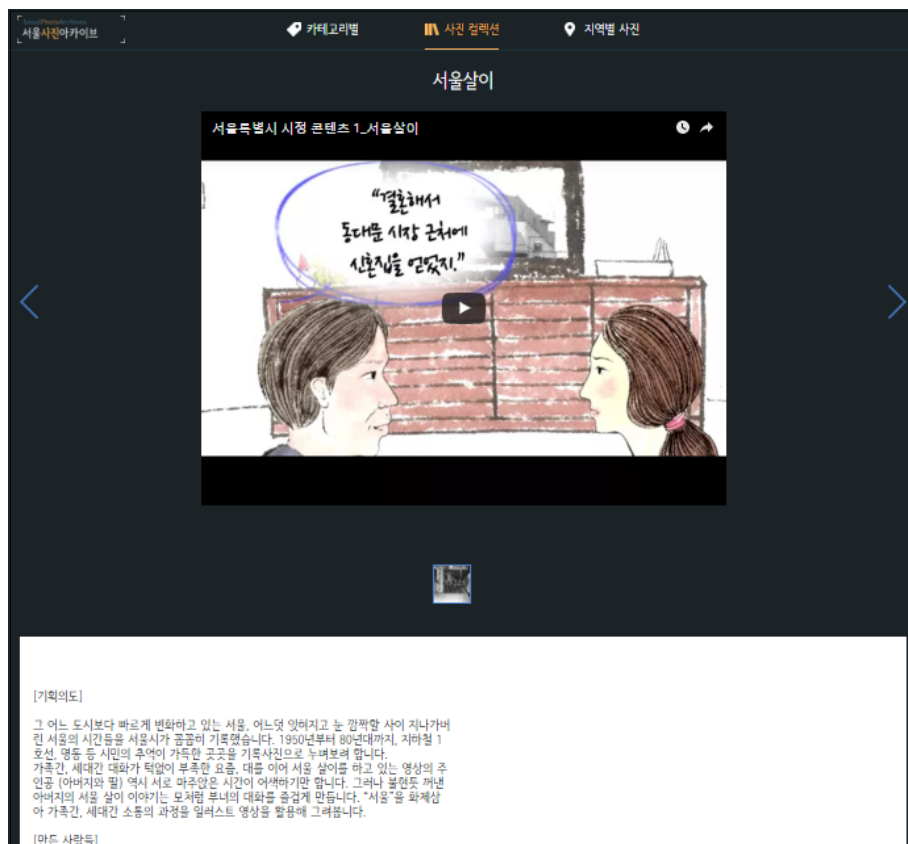 SeoulPhotoArchives
서울사진아카이브
카테고리별
사진 컬렉션
지역별 사진
서울살이
서울특별시 시정 콘텐츠 1_서울살이
“결혼해서
동대문 시장 근처에
신혼집을 얻었지.”
[기획의도]
그 어느 도시보다 빠르게 변화하고 있는 서울, 어느덧 잊혀지고 눈 깜짝할 사이 지나가버
린 서울의 시간들을 서울시가 꼼꼼히 기록했습니다. 1950년부터 80년대까지, 지하철 1
호선, 명동 등 시민의 추억이 가득한 곳곳을 기록사진으로 누벼보려 합니다.
가족간, 세대간 대화가 턱없이 부족한 요즘, 대를 이어 서울 살이를 하고 있는 영상의 주
인공 (아버지와 딸) 역시 서로 마주앉은 시간이 어색하기만 합니다. 그러나 불현듯 꺼낸
아버지의 서울 살이 이야기는 모처럼 부녀의 대화를 즐겁게 만듭니다. “서울”을 화제삼
아 가족간, 세대간 소통의 과정을 일러스트 영상을 활용해 그려봅니다.
[만든 사람들]